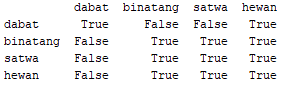 dabat binatang satwa hewan
dabat True False False True
binatang False True True True
satwa False True True True
hewan False True True True